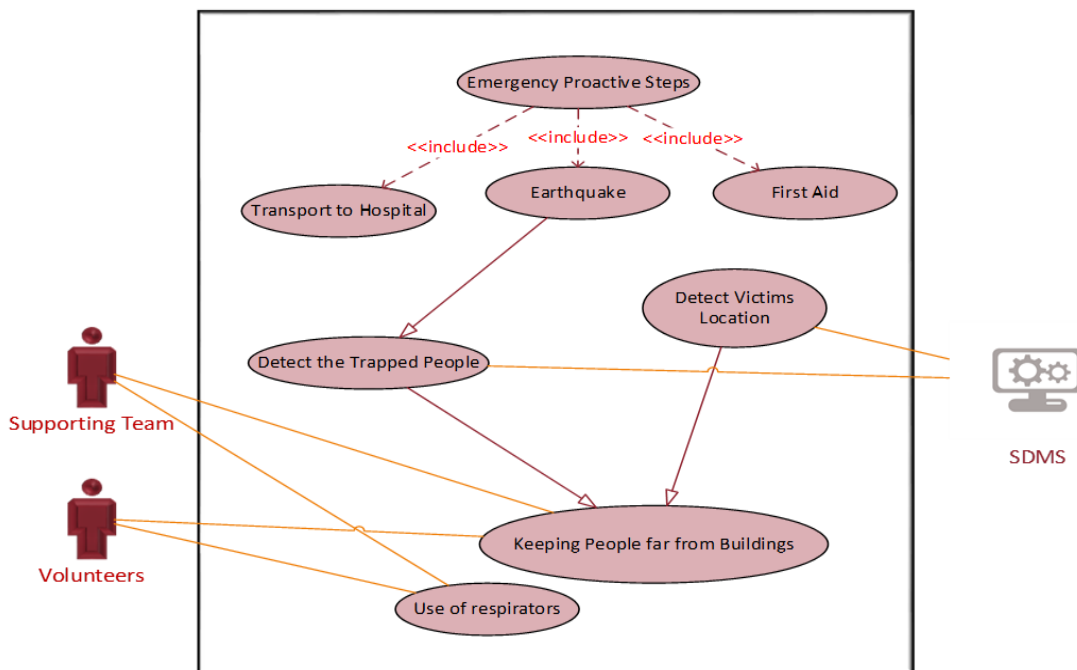 Emergency Proactive Steps
<<include>>
<<include>>
<<include>>
Transport to Hospital
Earthquake
First Aid
Detect Victims
Location
Detect the Trapped People
Supporting Team
SDMS
Keeping People far from Buildings
Volunteers
Use of respirators